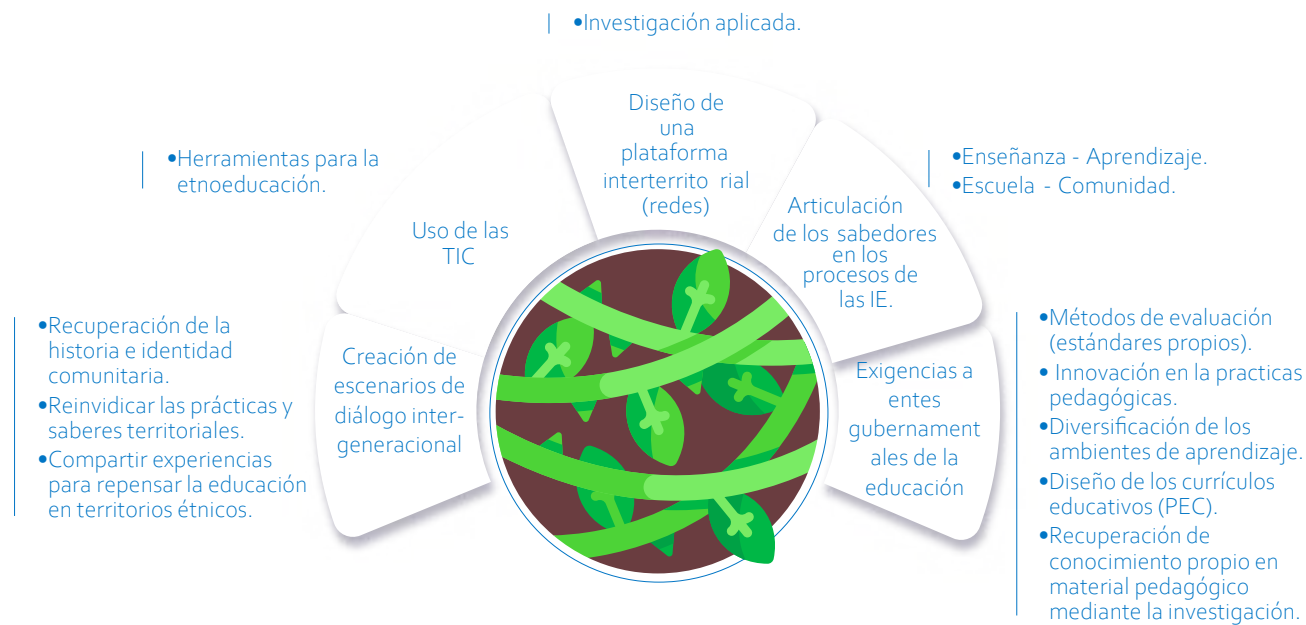 •Investigación aplicada.
Diseño de
una
plataforma
interterrito rial
(redes)
•Herramientas para la
etnoeducación.
Uso de las
TIC
•Enseñanza - Aprendizaje.
•Escuela - Comunidad.
Articulación
de los sabedores
en los
procesos de
las IE.
•Recuperación de la
historia e identidad
comunitaria.
•Reinvidicar las prácticas y
saberes territoriales.
•Compartir experiencias
para repensar la educación
en territorios étnicos.
Creación de
escenarios de
diálogo inter-
generacional
Exigencias a
entes
gubernament
ales de la
educación
•Métodos de evaluación
(estándares propios).
• Innovación en la practicas
pedagógicas.
•Diversificación de los
ambientes de aprendizaje.
•Diseño de los currículos
educativos (PEC).
•Recuperación de
conocimiento propio en
material pedagógico
mediante la investigación.